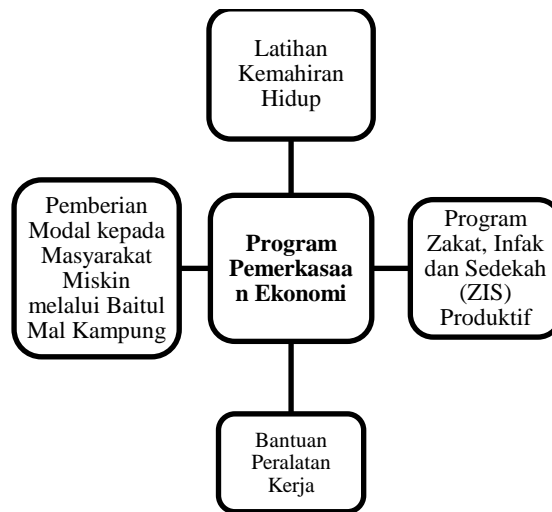 Latihan
Kemahiran
Hidup
Pemberian
Modal kepada
Masyarakat
Miskin
melalui Baitul
Mal Kampung
Program
Pemerkasaa
n Ekonomi
Program
Zakat, Infak
dan Sedekah
(ZIS)
Produktif
Bantuan
Peralatan
Kerja